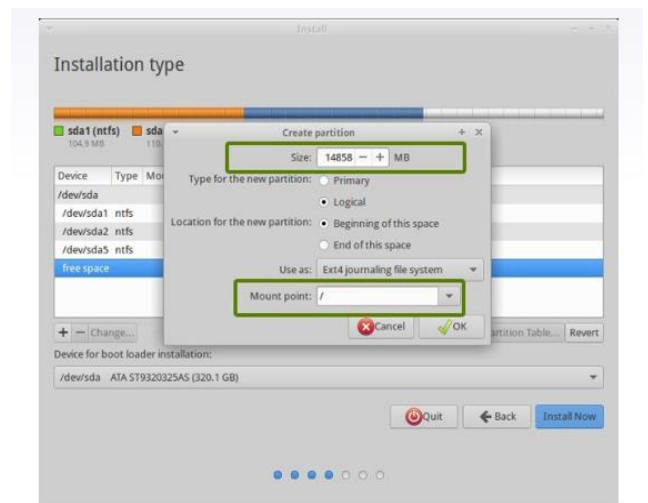 Install
Installation type
sda1 (ntfs) sda
104.9 MB 110.
Create partition
Size: 14858 MB
Type for the new partition: Primary
Logical
Location for the new partition: Beginning of this space
End of this space
Use as: Ext4 journaling file system
Mount point: /
Cancel OK
Device Type Mo
/dev/sda
/dev/sda1 ntfs
/dev/sda2 ntfs
/dev/sda5 ntfs
free space
+ − Change... artition Table... Revert
Device for boot loader installation:
/dev/sda ATA ST9320325AS (320.1 GB)
Quit Back Install Now